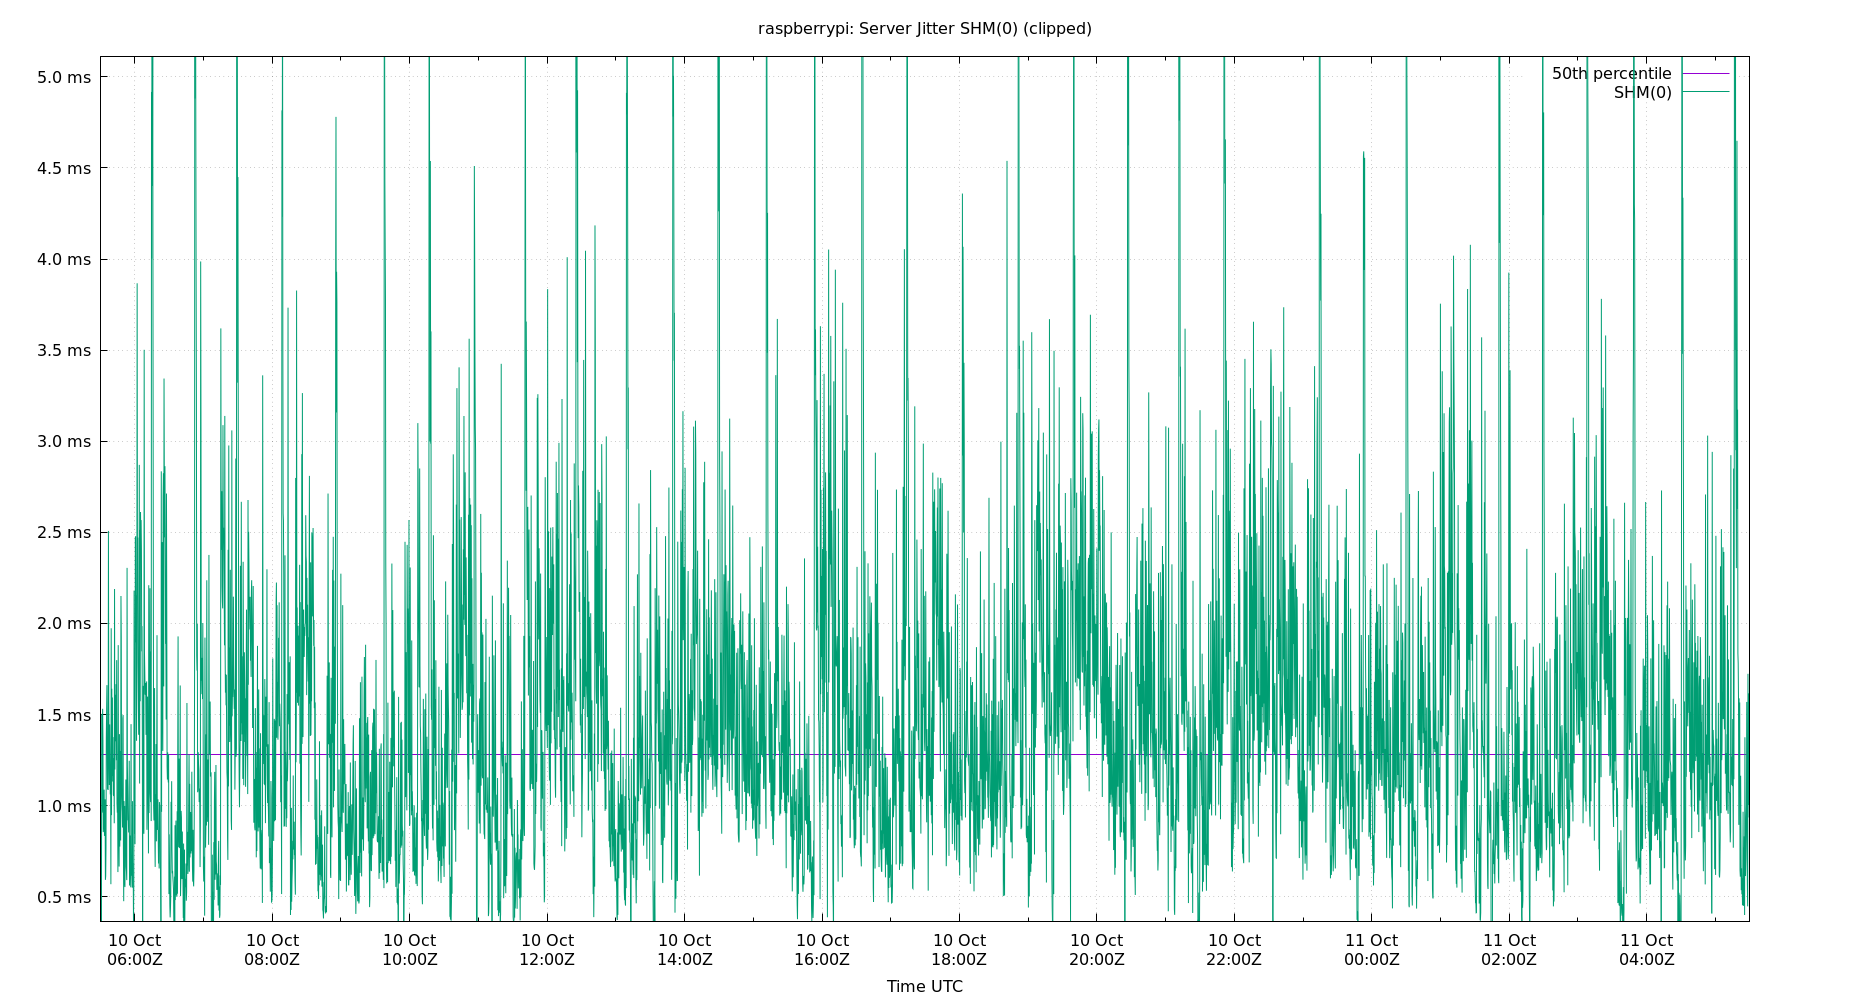 raspberrypi: Server Jitter SHM(0) (clipped)
50th percentile
SHM(0)
5.0 ms
4.5 ms
4.0 ms
3.5 ms
3.0 ms
2.5 ms
2.0 ms
1.5 ms
1.0 ms
0.5 ms
10 Oct 10 Oct 10 Oct 10 Oct 10 Oct 10 Oct 10 Oct 10 Oct 10 Oct 11 Oct 11 Oct 11 Oct
06:00Z 08:00Z 10:00Z 12:00Z 14:00Z 16:00Z 18:00Z 20:00Z 22:00Z 00:00Z 02:00Z 04:00Z
Time UTC